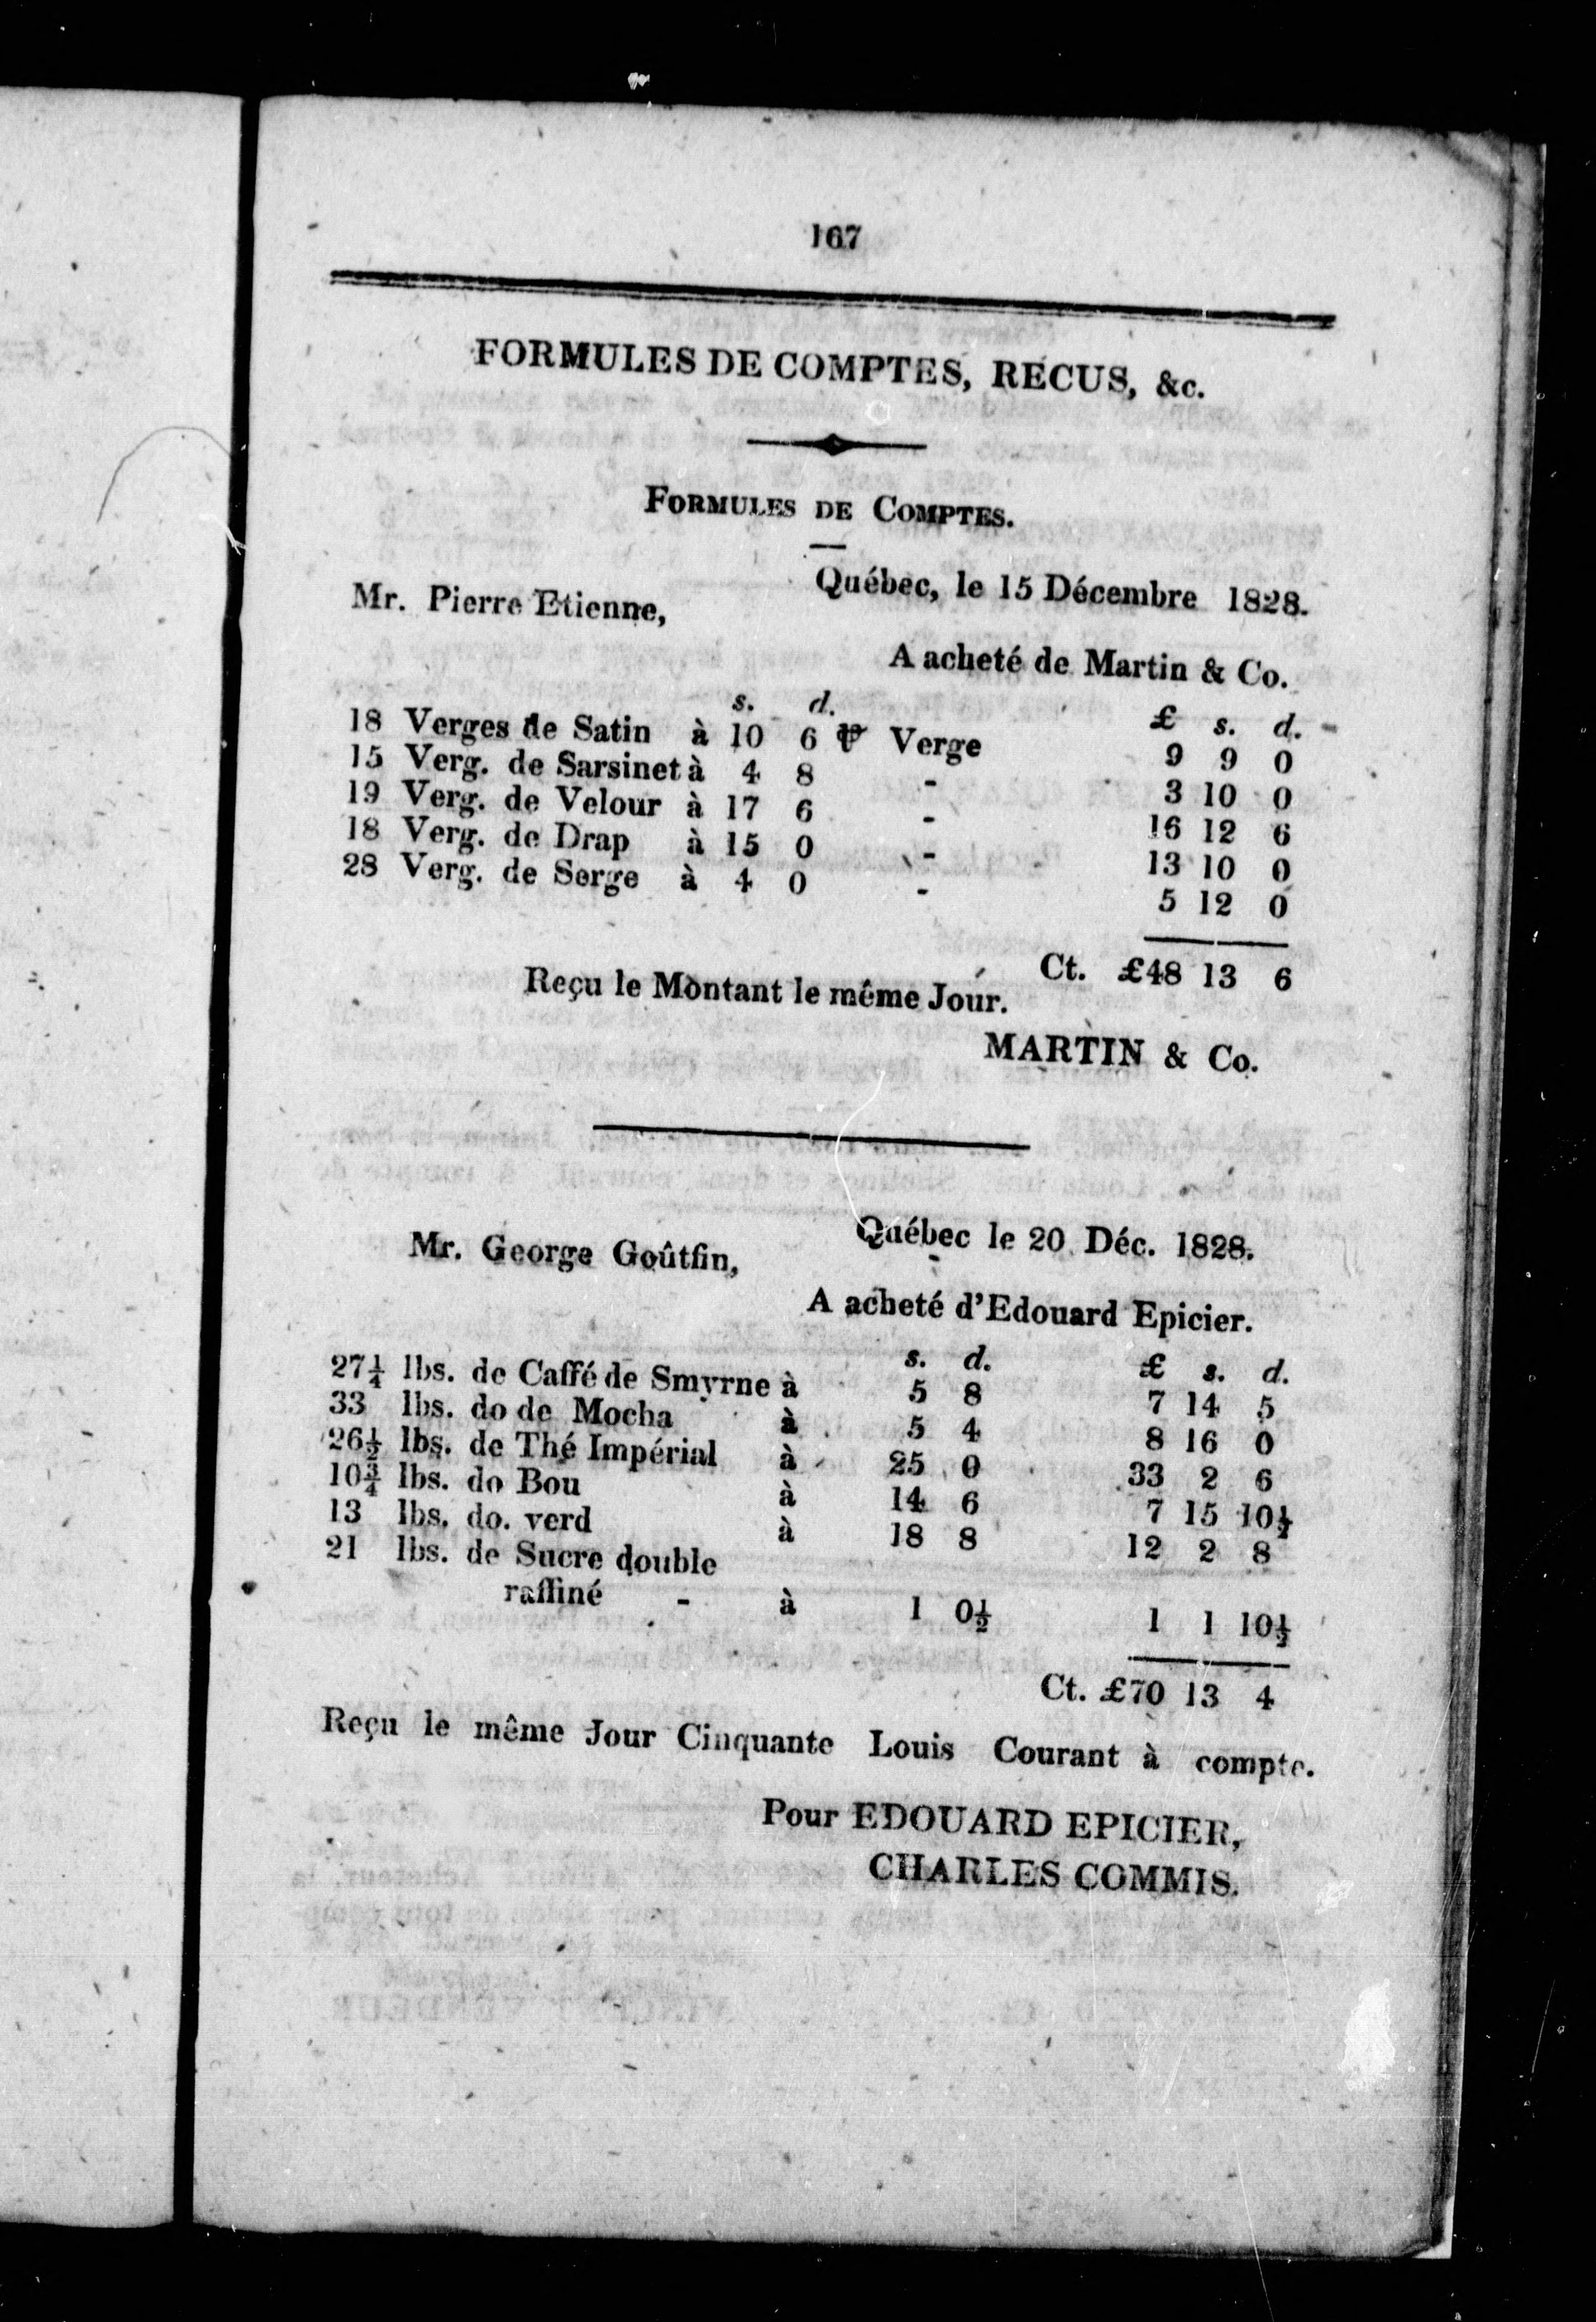 167
FORMULES DE COMPTES, RECUS, &c.
FORMULES DE COMPTES.
Québec, le 15 Décembre 1828.
Mr. Pierre Etienne,
A acheté de Martin & Co.
s. d. £ s. d.
18 Verges de Satin à 10 6 ⅌ Verge 9 9 0
15 Verg. de Sarsinet à 4 8 - 3 10 0
19 Verg. de Velour à 17 6 - 16 12 6
18 Verg. de Drap à 15 0 - 13 10 0
28 Verg. de Serge à 4 0 - 5 12 0
Ct. £48 13 6
Reçu le Montant le même Jour.
MARTIN & Co.
Québec le 20 Déc. 1828.
Mr. George Goûtfin,
A acheté d'Edouard Epicier.
s. d. £ s. d.
27¼ lbs. de Caffé de Smyrne à 5 8 7 14 5
33 lbs. do de Mocha à 5 4 8 16 0
26½ lbs. de Thé Impérial à 25 0 33 2 6
10¾ lbs. do Bou à 14 6 7 15 10½
13 lbs. do. verd à 18 8 12 2 8
21 lbs. de Sucre double
raffiné - à 1 0½ 1 1 10½
Ct. £70 13 4
Reçu le même Jour Cinquante Louis Courant à compte.
Pour EDOUARD EPICIER,
CHARLES COMMIS.